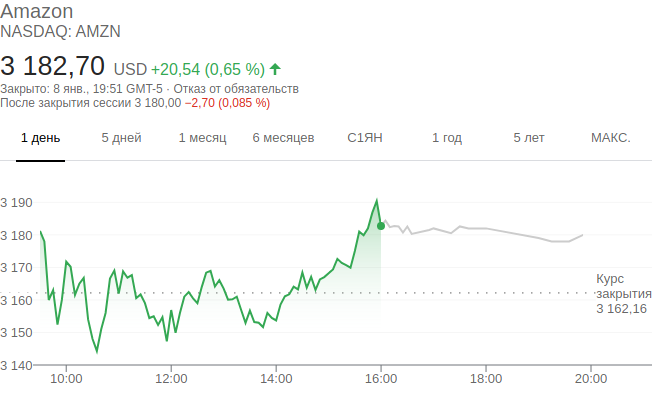 Amazon
NASDAQ: AMZN
3 182,70 USD +20,54 (0,65 %)
Закрыто: 8 янв., 19:51 GMT-5 · Отказ от обязательств
После закрытия сессии 3 180,00 −2,70 (0,085 %)
1 день 5 дней 1 месяц 6 месяцев С1ЯН 1 год 5 лет МАКС.
3 190
3 180
3 170
3 160
3 150
3 140
Курс
закрытия
3 162,16
10:00 12:00 14:00 16:00 18:00 20:00